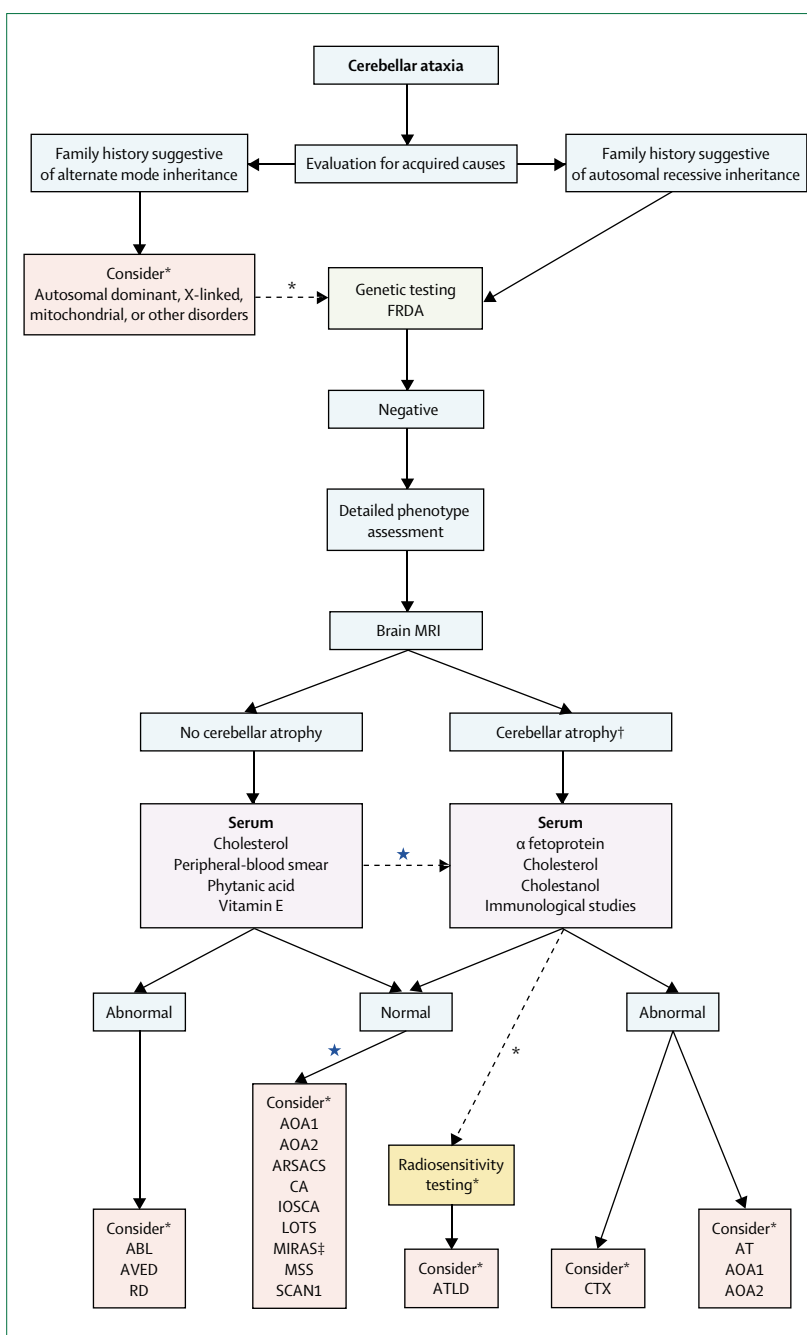 Cerebellar ataxia
Family history suggestive
of alternate mode inheritance
Evaluation for acquired causes
Family history suggestive
of autosomal recessive inheritance
Consider*
Autosomal dominant, X-linked,
mitochondrial, or other disorders
*
Genetic testing
FRDA
Negative
Detailed phenotype
assessment
Brain MRI
No cerebellar atrophy
Cerebellar atrophy†
Serum
Cholesterol
Peripheral-blood smear
Phytanic acid
Vitamin E
★
Serum
α fetoprotein
Cholesterol
Cholestanol
Immunological studies
Abnormal
Normal
Abnormal
★
*
Consider*
ABL
AVED
RD
Consider*
AOA1
AOA2
ARSACS
CA
IOSCA
LOTS
MIRAS‡
MSS
SCAN1
Radiosensitivity
testing*
Consider*
ATLD
Consider*
CTX
Consider*
AT
AOA1
AOA2